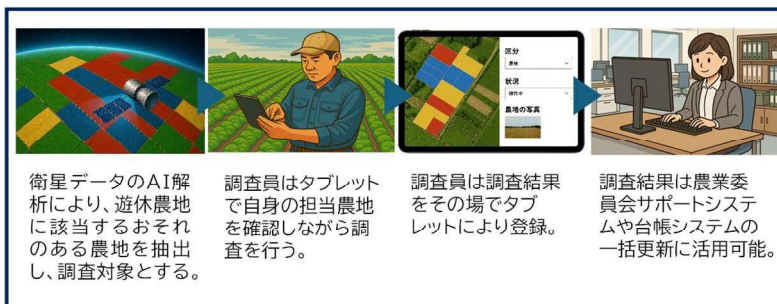 区分
農地
状況
耕作中
農地の写真
衛星データのAI解
析により、遊休農地
に該当するおそれ
のある農地を抽出
し、調査対象とする。
調査員はタブレット
で自身の担当農地
を確認しながら調
査を行う。
調査員は調査結果
をその場でタブ
レットにより登録。
調査結果は農業委
員会サポートシステ
ムや台帳システムの
一括更新に活用可能。